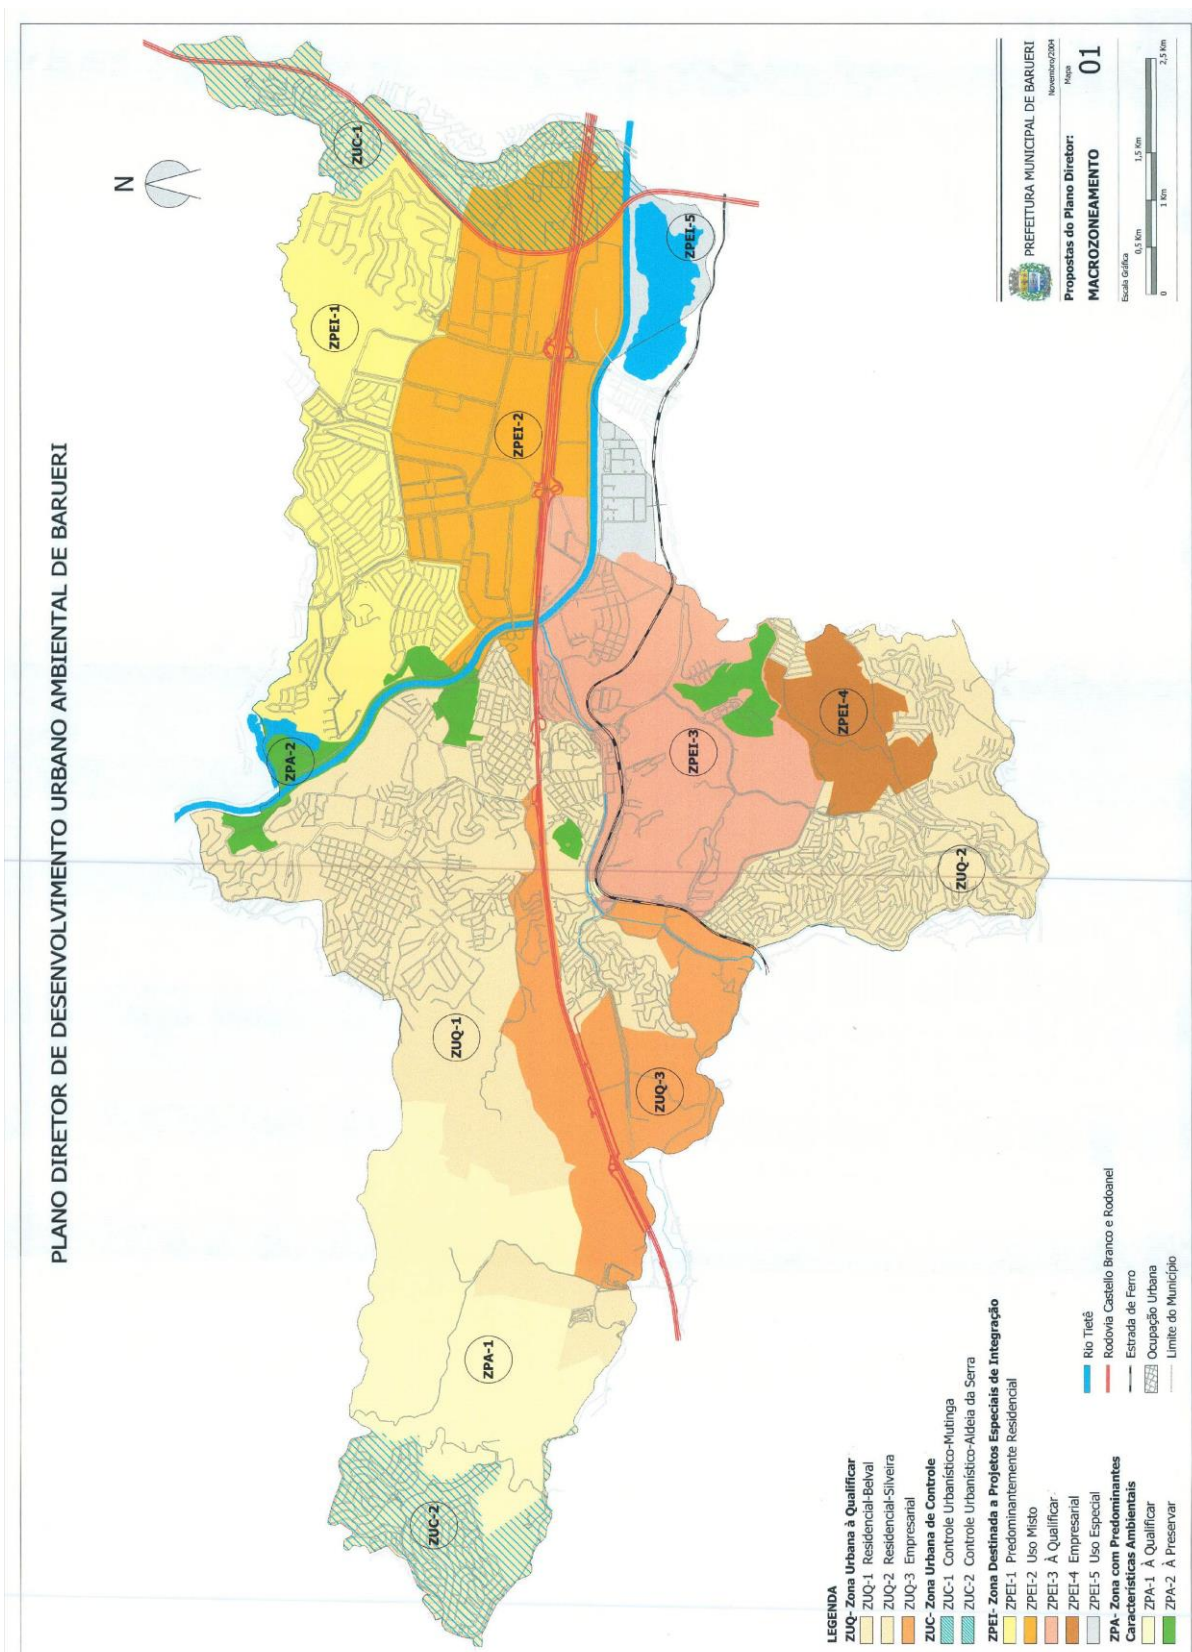 PLANO DIRETOR DE DESENVOLVIMENTO URBANO AMBIENTAL DE BARUERI
N
ZUC-1
ZPEI-1
ZPEI-2
ZPEI-5
ZPA-2
ZPEI-3
ZPEI-4
ZUQ-1
ZUQ-2
ZUQ-3
ZPA-1
ZUC-2
LEGENDA
ZUQ- Zona Urbana à Qualificar
ZUQ-1 Residencial-Belval
ZUQ-2 Residencial-Silveira
ZUQ-3 Empresarial
ZUC- Zona Urbana de Controle
ZUC-1 Controle Urbanístico-Mutinga
ZUC-2 Controle Urbanístico-Aldeia da Serra
ZPEI- Zona Destinada a Projetos Especiais de Integração
ZPEI-1 Predominantemente Residencial
ZPEI-2 Uso Misto
ZPEI-3 À Qualificar
ZPEI-4 Empresarial
ZPEI-5 Uso Especial
ZPA- Zona com Predominantes
Características Ambientais
ZPA-1 À Qualificar
ZPA-2 À Preservar
Rio Tietê
Rodovia Castello Branco e Rodoanel
Estrada de Ferro
Ocupação Urbana
Limite do Município
PREFEITURA MUNICIPAL DE BARUERI
Novembro/2004
Propostas do Plano Diretor:
Mapa
MACROZONEAMENTO
01
Escala Gráfica
0
0,5 Km
1 Km
1,5 Km
2,5 Km